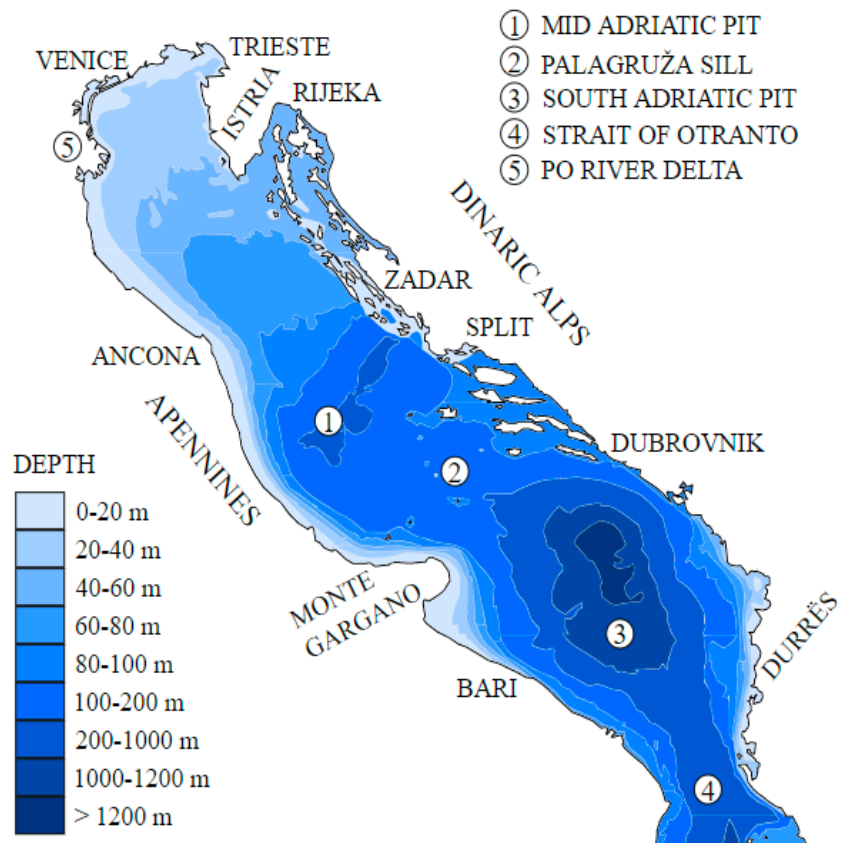 ① MID ADRIATIC PIT
② PALAGRUŽA SILL
③ SOUTH ADRIATIC PIT
④ STRAIT OF OTRANTO
⑤ PO RIVER DELTA
VENICE
TRIESTE
ISTRIA
RIJEKA
⑤
DINARIC ALPS
ZADAR
SPLIT
ANCONA
APENNINES
①
②
DUBROVNIK
MONTE
GARGANO
③
DURRËS
BARI
④
DEPTH
0-20 m
20-40 m
40-60 m
60-80 m
80-100 m
100-200 m
200-1000 m
1000-1200 m
> 1200 m